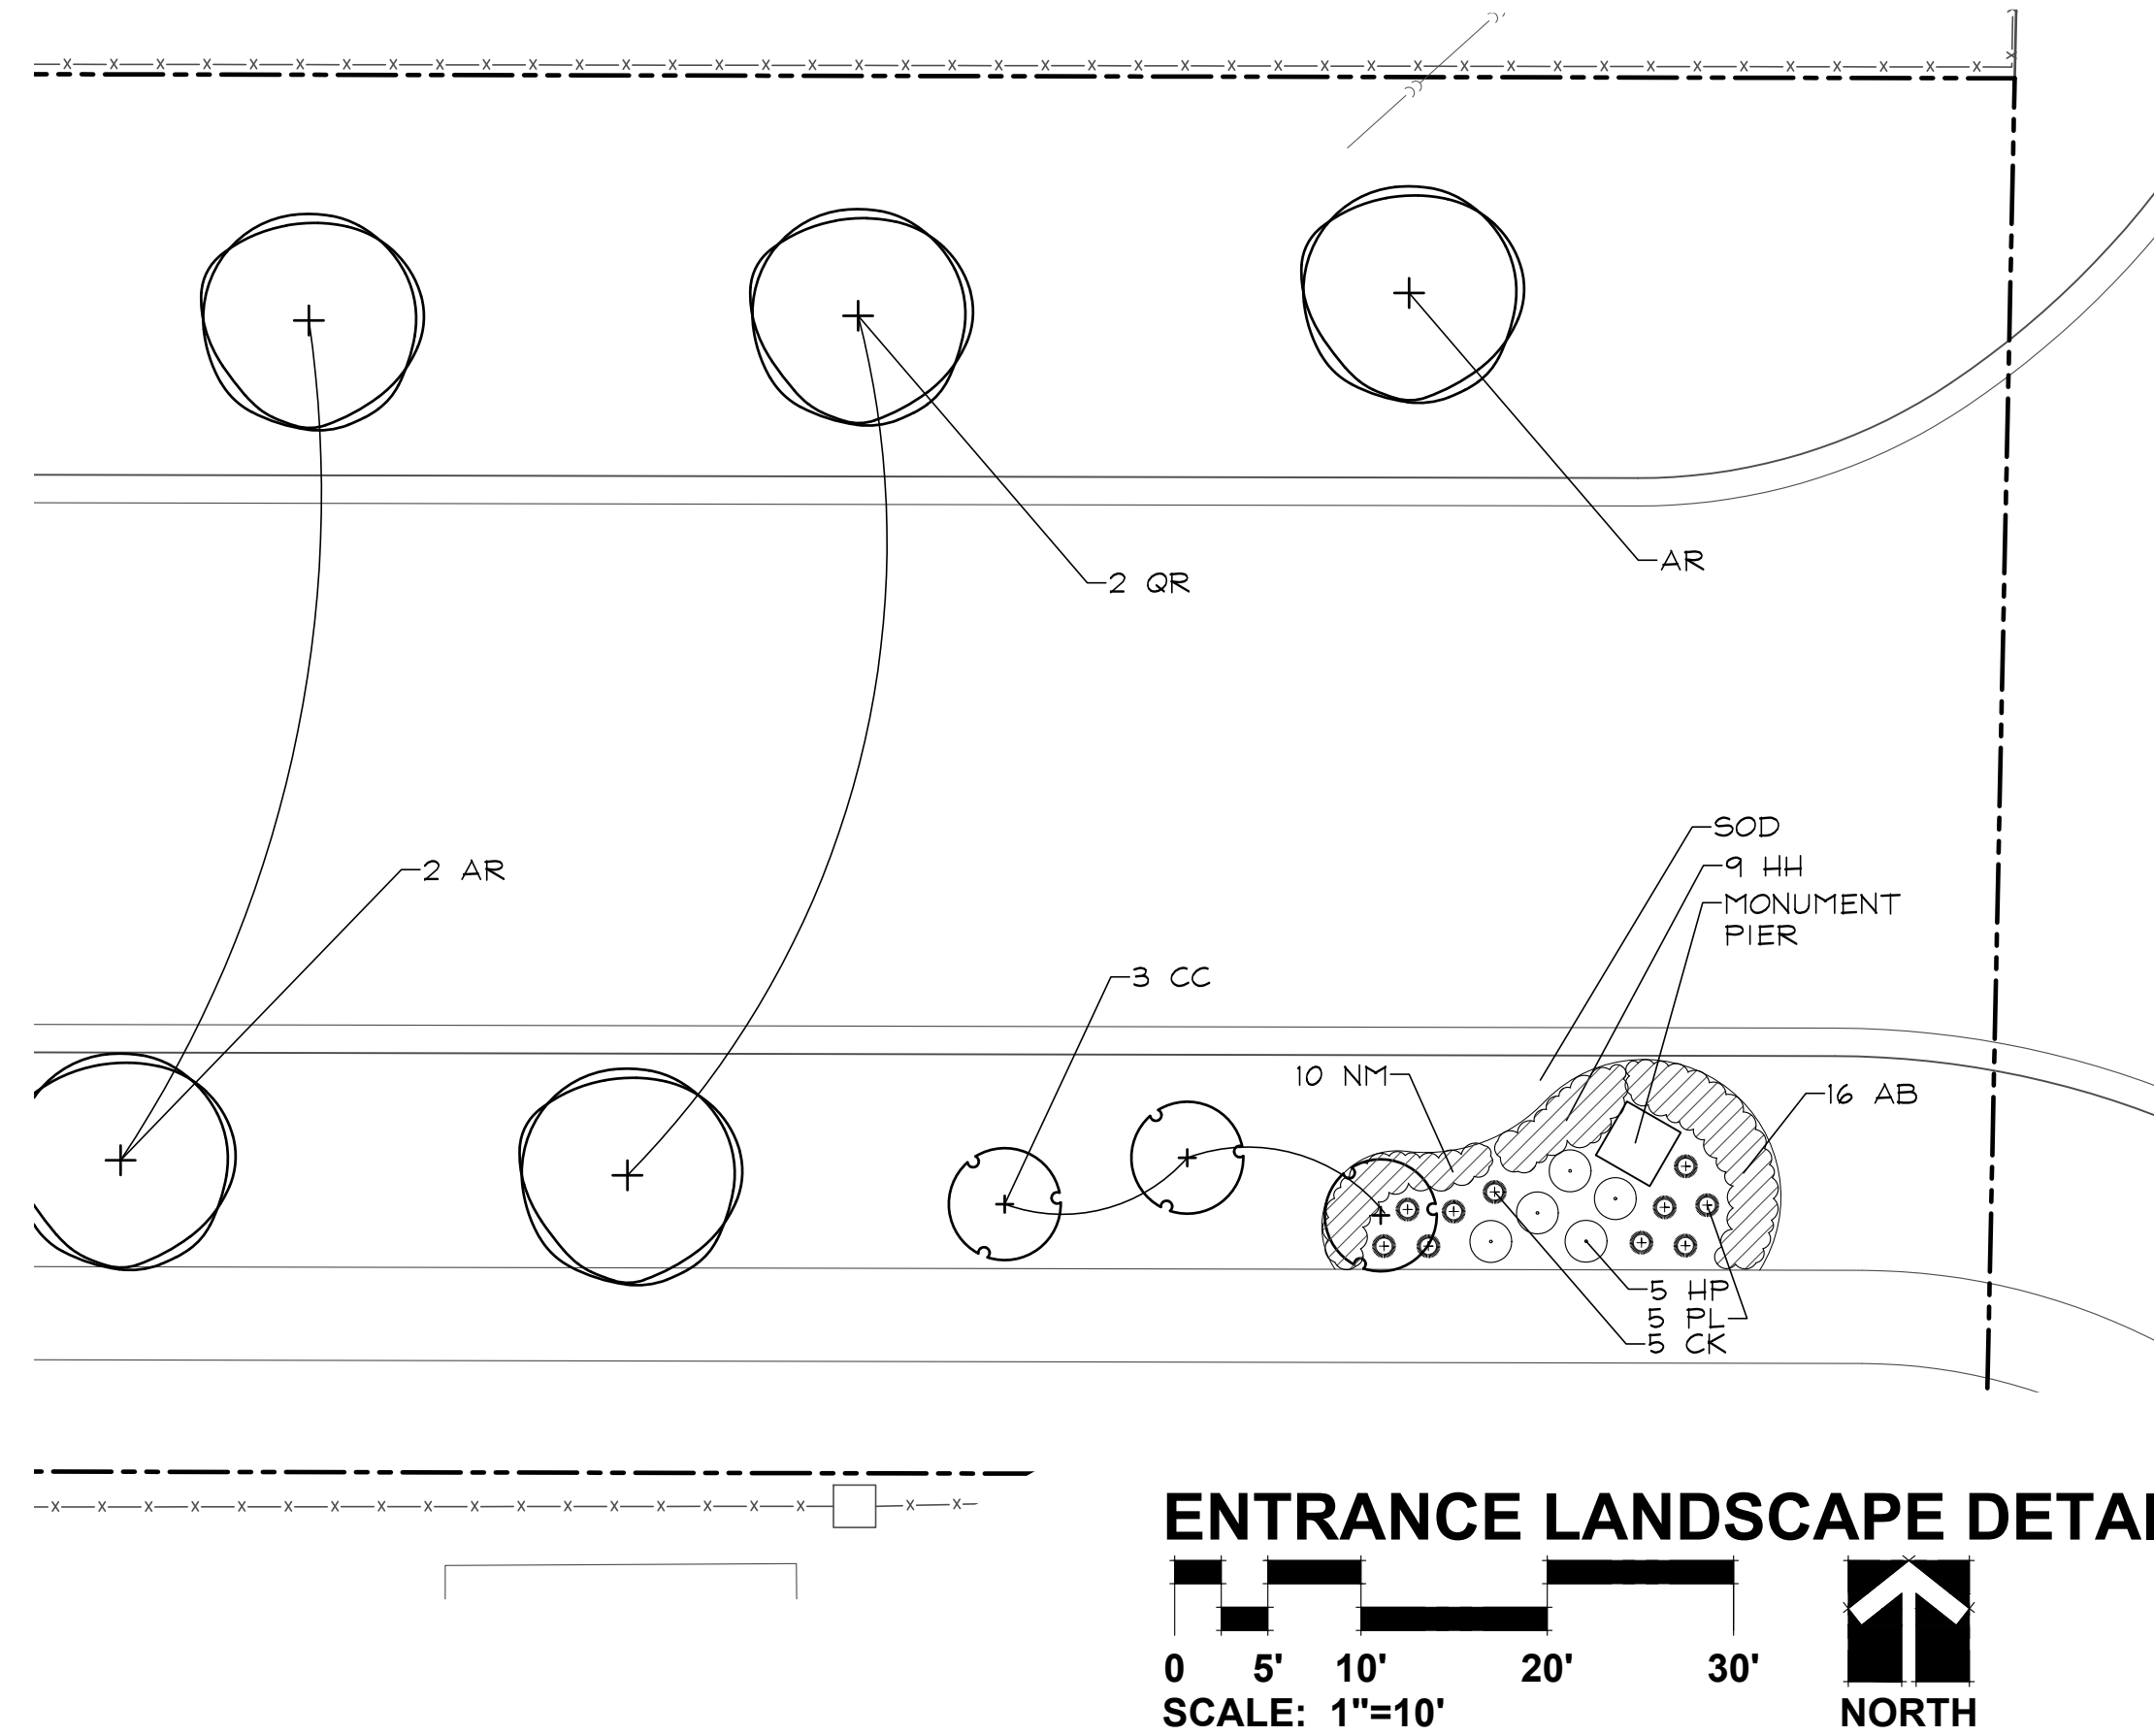 AR
2 QR
SOD
9 HH
MONUMENT
PIER
2 AR
3 CC
10 NM
16 AB
5 HP
5 PL
5 CK
ENTRANCE LANDSCAPE DETAI
0 5' 10' 20' 30'
SCALE: 1"=10'
NORTH